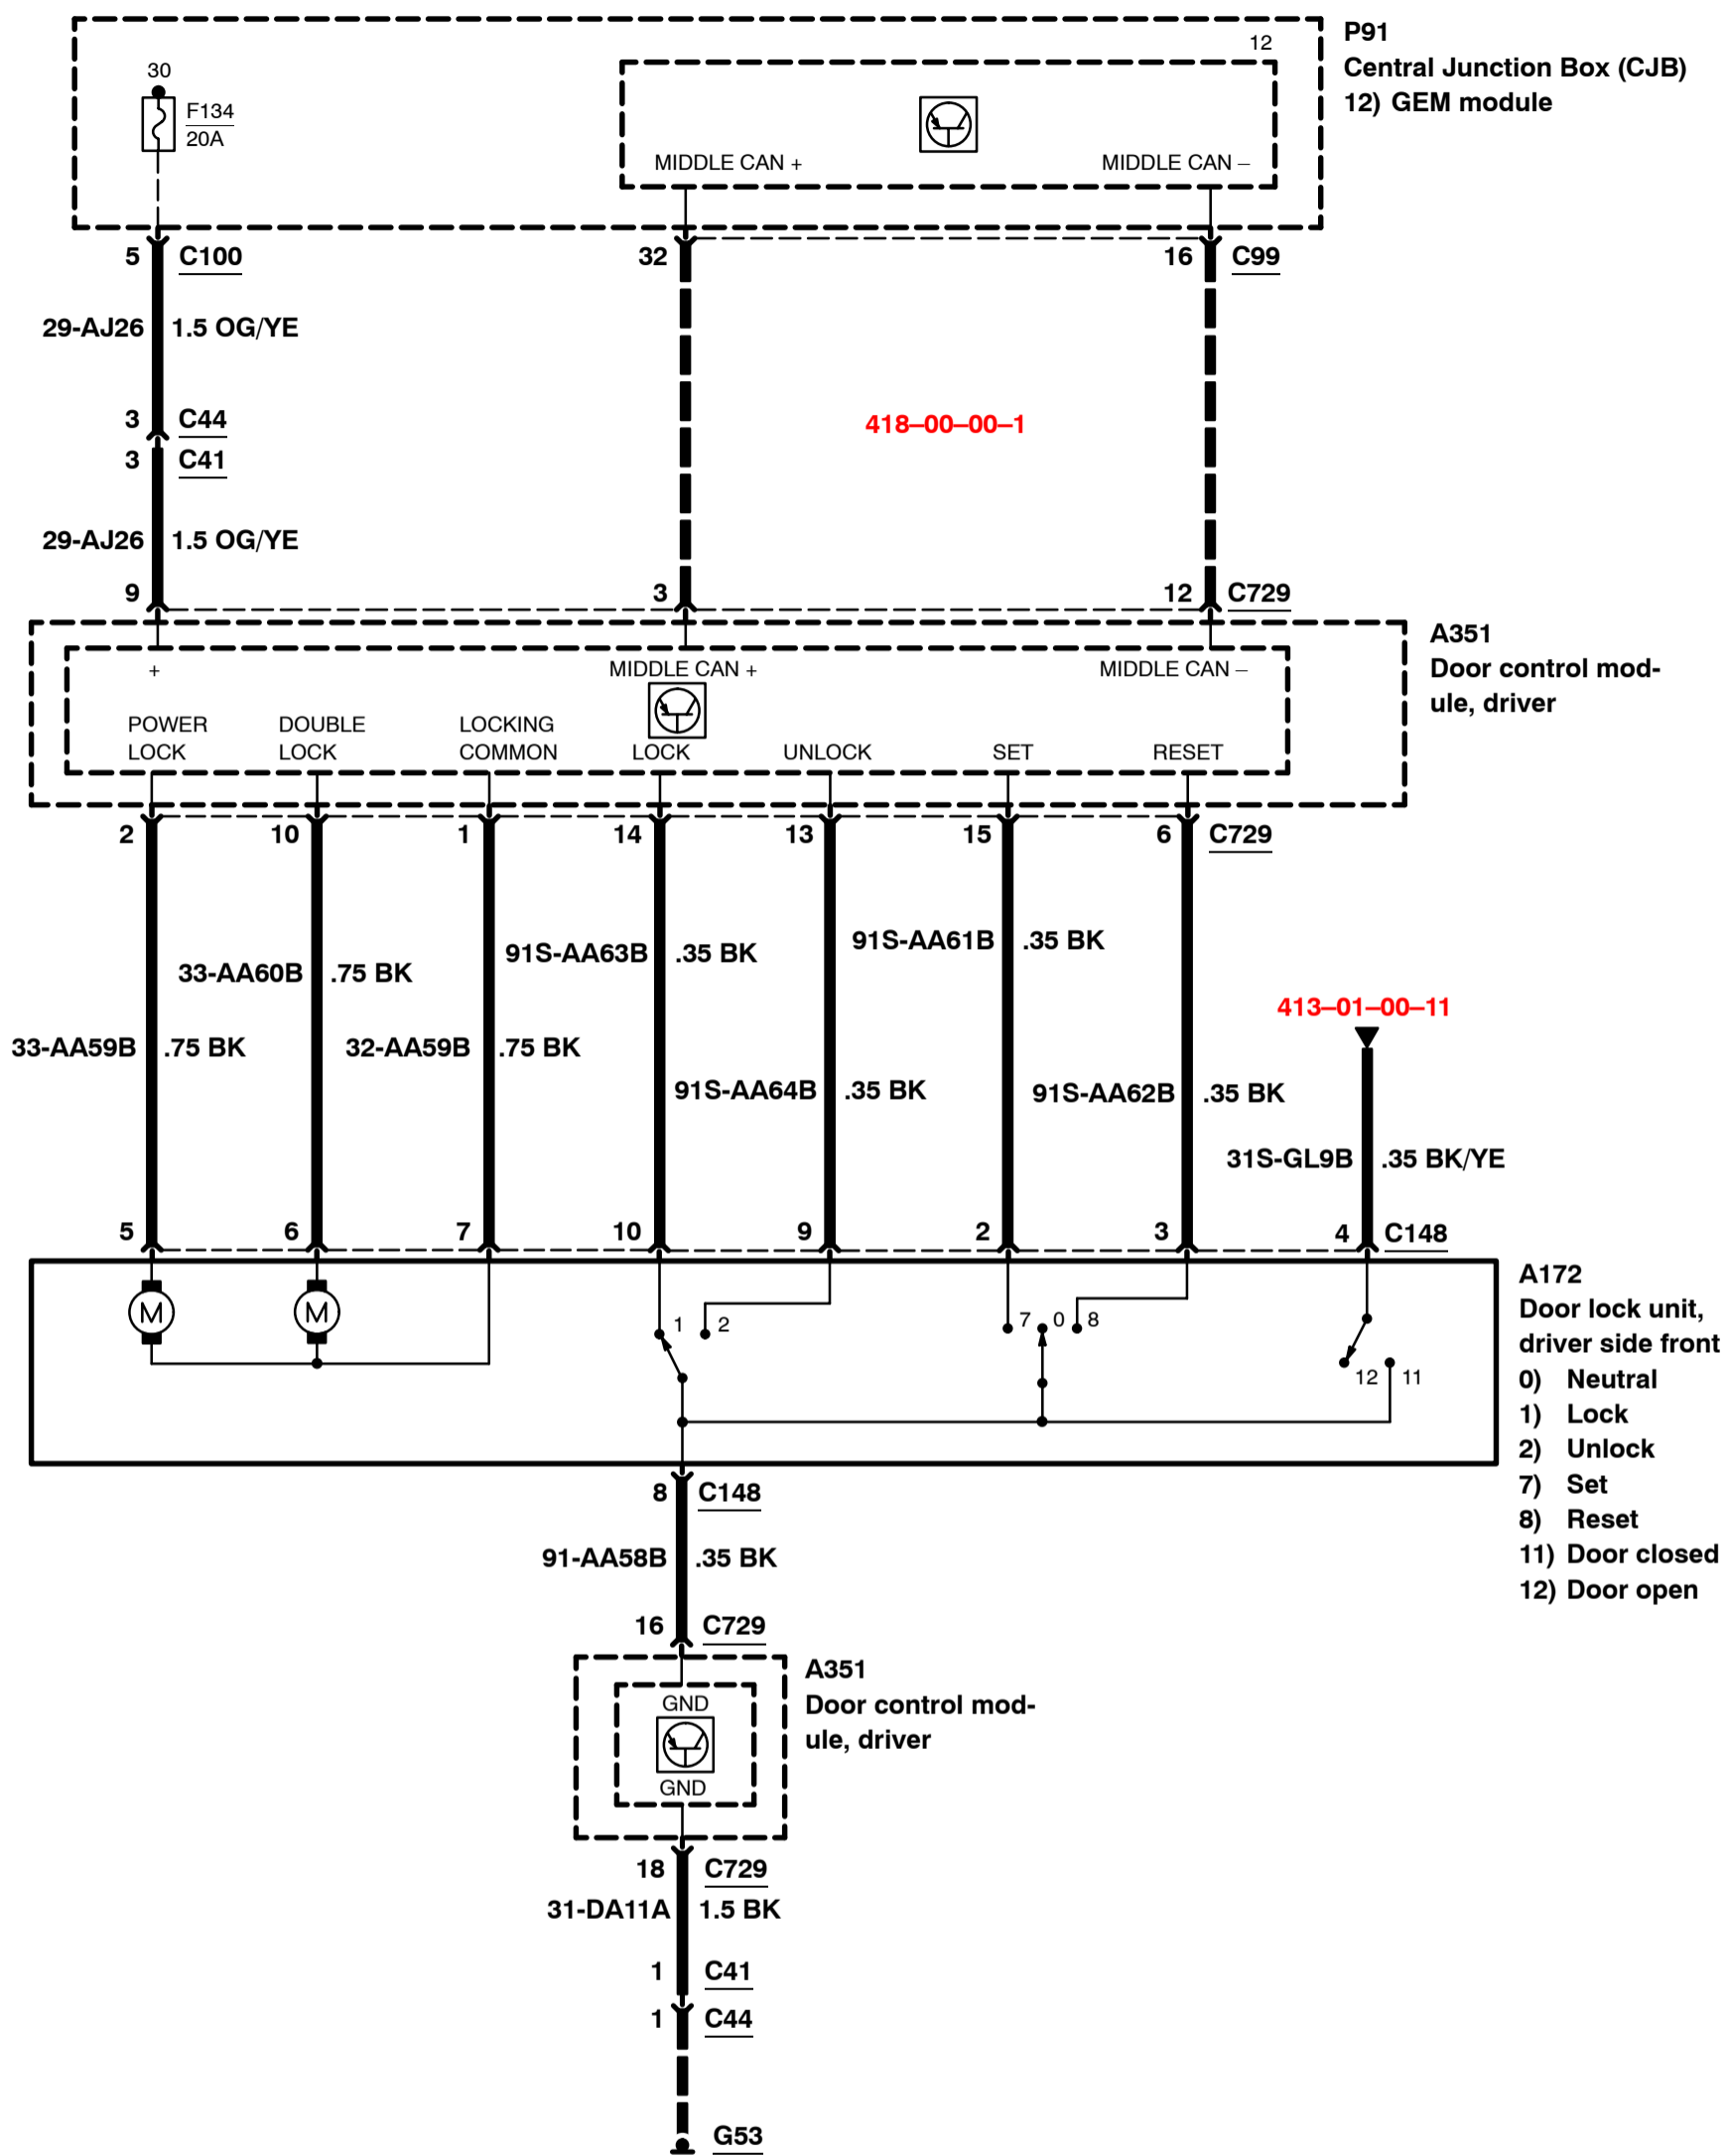 P91
Central Junction Box (CJB)
12) GEM module
12
30
F134
20A
MIDDLE CAN +
MIDDLE CAN –
5 C100
32
16 C99
29-AJ26 1.5 OG/YE
3 C44
418–00–00–1
3 C41
29-AJ26 1.5 OG/YE
9
3
12 C729
A351
Door control mod-
ule, driver
+
MIDDLE CAN +
MIDDLE CAN –
POWER
LOCK
DOUBLE
LOCK
LOCKING
COMMON
LOCK
UNLOCK
SET
RESET
2
10
1
14
13
15
6 C729
91S-AA61B .35 BK
91S-AA63B .35 BK
33-AA60B .75 BK
413–01–00–11
33-AA59B .75 BK
32-AA59B .75 BK
91S-AA64B .35 BK
91S-AA62B .35 BK
31S-GL9B .35 BK/YE
5
6
7
10
9
2
3
4 C148
A172
Door lock unit,
driver side front
0) Neutral
1) Lock
2) Unlock
7) Set
8) Reset
11) Door closed
12) Door open
M
M
1
2
7
0
8
12
11
8 C148
91-AA58B .35 BK
16 C729
A351
Door control mod-
ule, driver
GND
GND
18 C729
31-DA11A 1.5 BK
1 C41
1 C44
G53